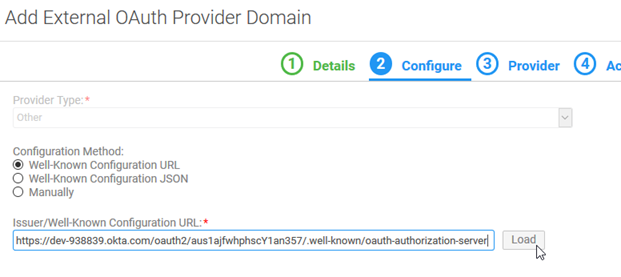 Add External OAuth Provider Domain
1 Details 2 Configure 3 Provider 4 Ac
Provider Type:*
Other
Configuration Method:
Well-Known Configuration URL
Well-Known Configuration JSON
Manually
Issuer/Well-Known Configuration URL:*
https://dev-938839.okta.com/oauth2/aus1ajfwhphscY1an357/.well-known/oauth-authorization-server Load